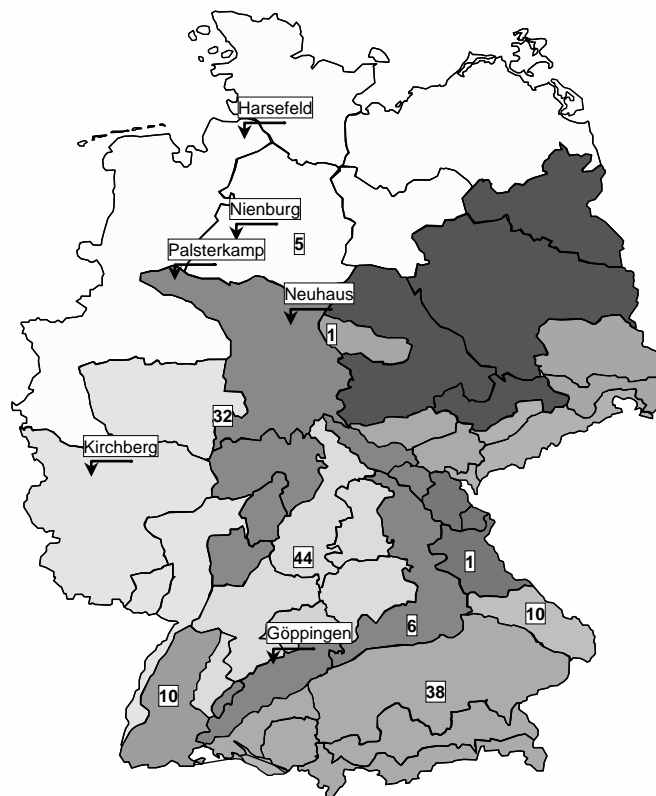 Harsefeld
Nienburg
5
Palsterkamp
Neuhaus
1
32
Kirchberg
44
1
10
6
Göppingen
38
10